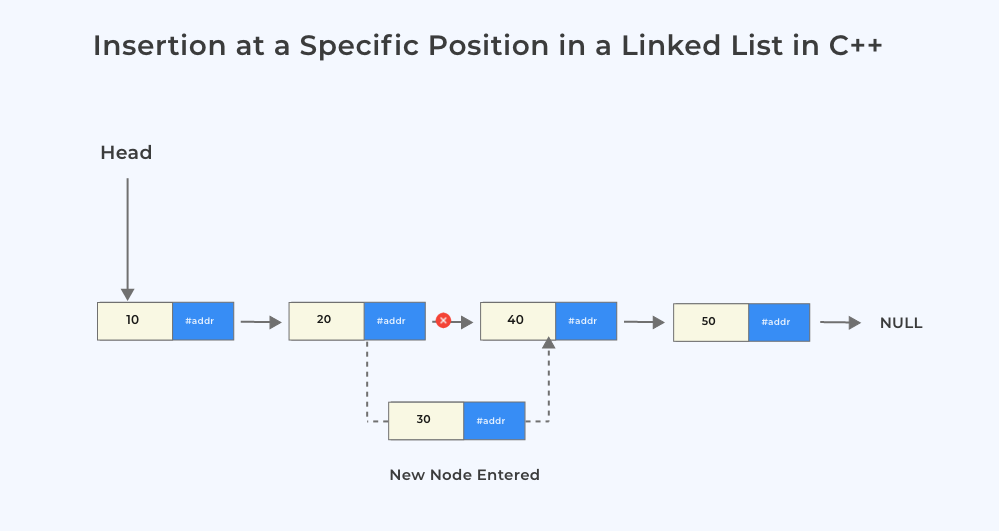 Insertion at a Specific Position in a Linked List in C++
Head
10 #addr 20 #addr 40 #addr 50 #addr NULL
30 #addr
New Node Entered